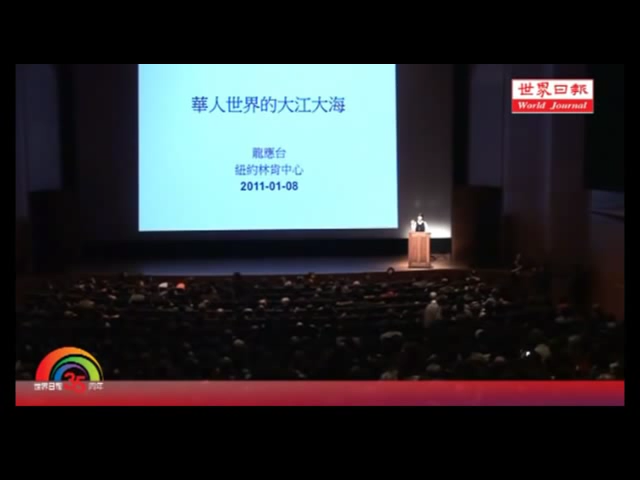 華人世界的大江大海
龍應台
紐約林肯中心
2011-01-08
世界日報
World Journal
世界日報 35 周年